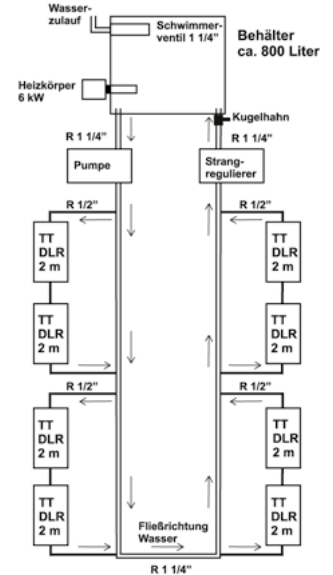 Wasser-
zulauf
Schwimmer-
ventil 1 1/4”
Behälter
ca. 800 Liter
Heizkörper
6 kW
Kugelhahn
R 1 1/4”
R 1 1/4”
Pumpe
Strang-
regulierer
R 1/2”
R 1/2”
TT
DLR
2 m
TT
DLR
2 m
TT
DLR
2 m
TT
DLR
2 m
R 1/2”
R 1/2”
TT
DLR
2 m
TT
DLR
2 m
TT
DLR
2 m
TT
DLR
2 m
Fließrichtung
Wasser
R 1 1/4”